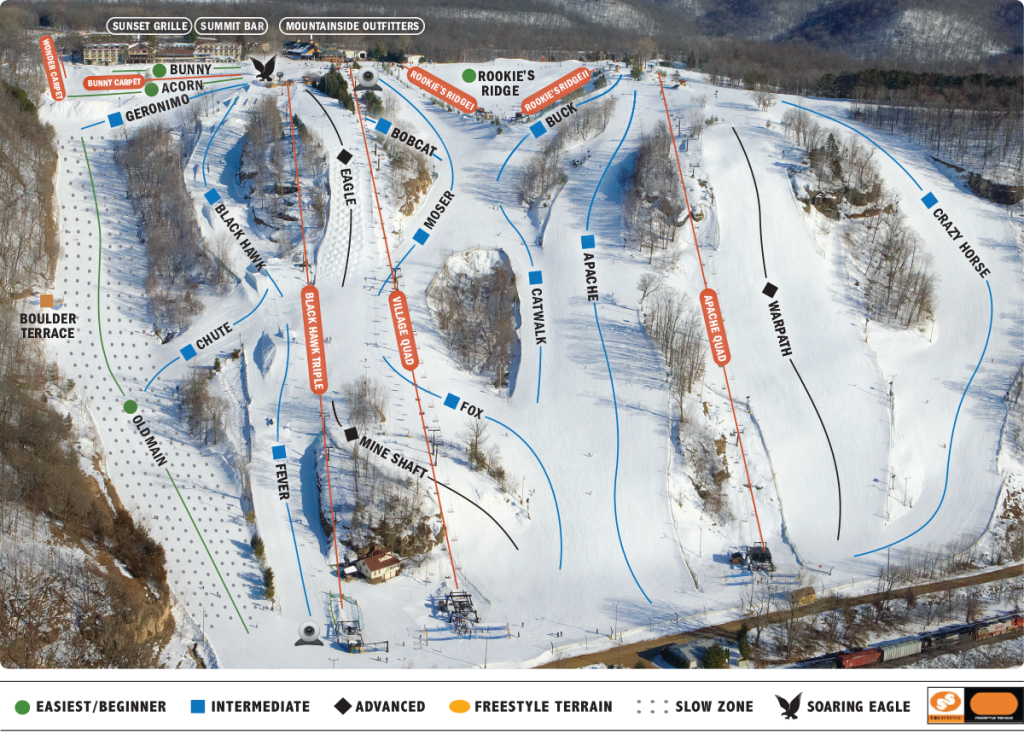 SUNSET GRILLE
SUMMIT BAR
MOUNTAINSIDE OUTFITTERS
WONDER CARPET
BUNNY CARPET
BUNNY
ACORN
GERONIMO
ROOKIE'S RIDGE I
ROOKIE'S
RIDGE
ROOKIE'S RIDGE II
BUCK
BOBCAT
EAGLE
MOSER
BLACK HAWK
CRAZY HORSE
APACHE
CATWALK
BOULDER
TERRACE
CHUTE
BLACK HAWK TRIPLE
VILLAGE QUAD
APACHE QUAD
WARPATH
FOX
OLD MAIN
MINE SHAFT
FEVER
EASIEST/BEGINNER
INTERMEDIATE
ADVANCED
FREESTYLE TERRAIN
SLOW ZONE
SOARING EAGLE
FREESTYLE TERRAIN